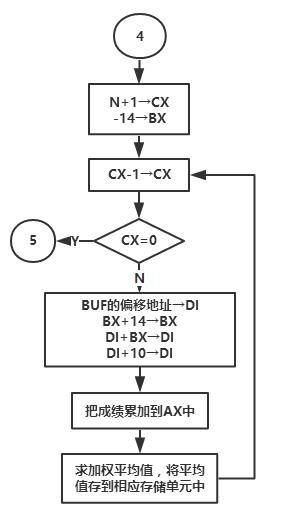 4
N+1→CX
-14→BX
CX-1→CX
CX=0
Y
5
N
BUF的偏移地址→DI
BX+14→BX
DI+BX→DI
DI+10→DI
把成绩累加到AX中
求加权平均值，将平均
值存到相应存储单元中